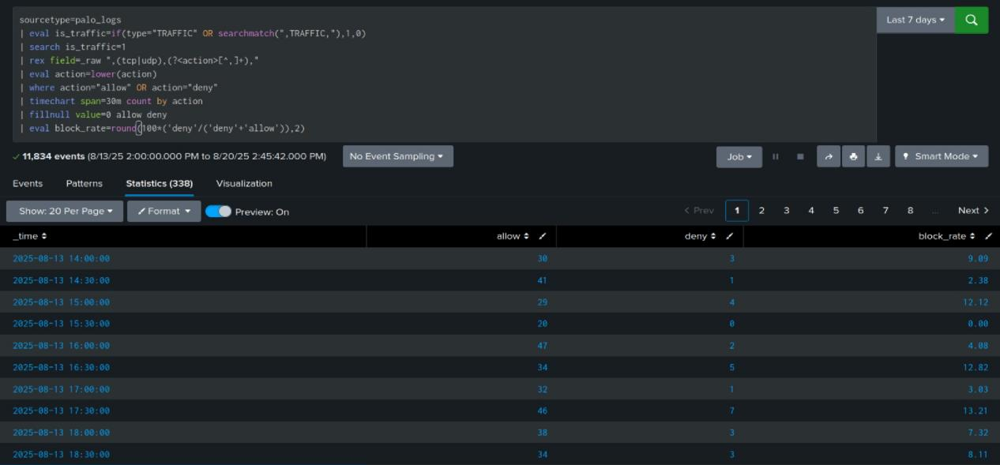 sourcetype=palo_logs
Last 7 days
| eval is_traffic=if(type="TRAFFIC" OR searchmatch(",TRAFFIC,"),1,0)
| search is_traffic=1
| rex field=_raw ",(tcp|udp),(?<action>[^,]+),"
| eval action=lower(action)
| where action="allow" OR action="deny"
| timechart span=30m count by action
| fillnull value=0 allow deny
| eval block_rate=round(100*('deny'/('deny'+'allow')),2)
11,834 events (8/13/25 2:00:00.000 PM to 8/20/25 2:45:42.000 PM) No Event Sampling Job Smart Mode
Events Patterns Statistics (338) Visualization
Show: 20 Per Page Format Preview: On < Prev 1 2 3 4 5 6 7 8 ... Next >
_time allow deny block_rate
2025-08-13 14:00:00 30 3 9.09
2025-08-13 14:30:00 41 1 2.38
2025-08-13 15:00:00 29 4 12.12
2025-08-13 15:30:00 20 0 0.00
2025-08-13 16:00:00 47 2 4.08
2025-08-13 16:30:00 34 5 12.82
2025-08-13 17:00:00 32 1 3.03
2025-08-13 17:30:00 46 7 13.21
2025-08-13 18:00:00 38 3 7.32
2025-08-13 18:30:00 34 3 8.11